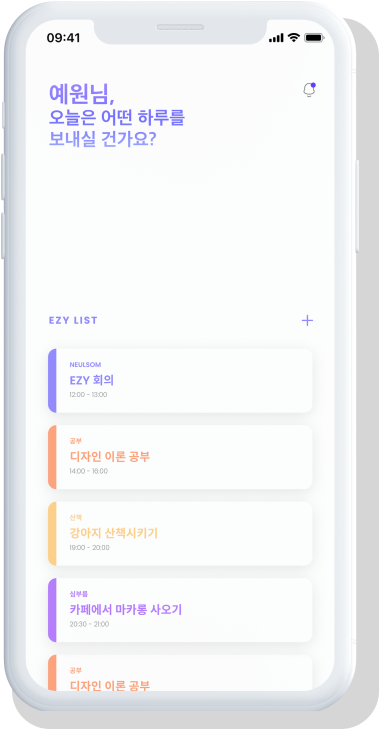 09:41
예원님,
오늘은 어떤 하루를
보내실 건가요?
EZY LIST
NEULSOM
EZY 회의
12:00 - 13:00
공부
디자인 이론 공부
14:00 - 16:00
산책
강아지 산책시키기
19:00 - 20:00
심부름
카페에서 마카롱 사오기
20:30 - 21:00
공부
디자인 이론 공부